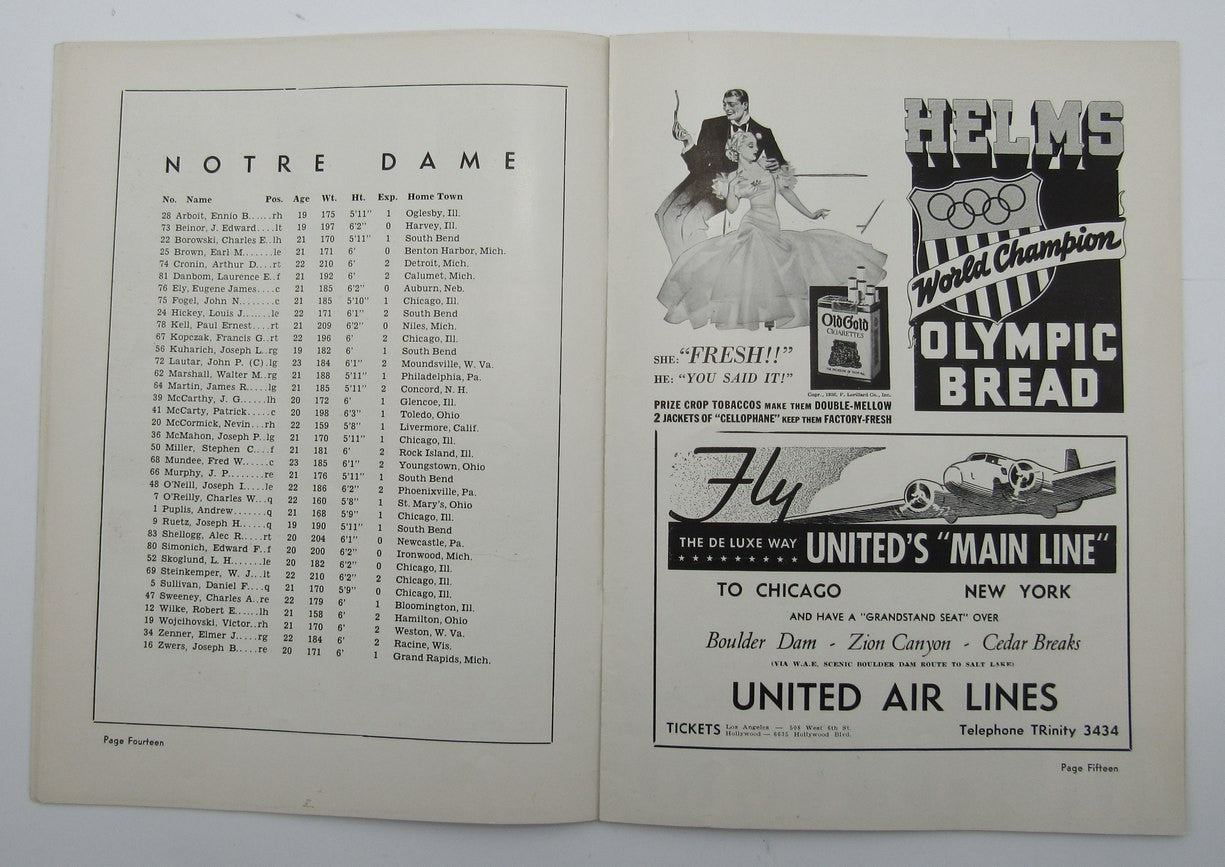 NOTRE DAME
No. Name Pos. Age Wt. Ht. Exp. Home Town
28 Arboit, Ennio B......rh 19 175 5'11" 1 Oglesby, Ill.
73 Beinor, J. Edward....lt 19 197 6'2" 0 Harvey, Ill.
22 Borowski, Charles E..lh 21 170 5'11" 1 South Bend
25 Brown, Earl M.......le 21 171 6' 0 Benton Harbor, Mich.
74 Cronin, Arthur D....rt 22 210 6' 2 Detroit, Mich.
81 Danbom, Laurence E..f 21 192 6' 2 Calumet, Mich.
76 Ely, Eugene James....c 21 185 6'2" 0 Auburn, Neb.
75 Fogel, John N.......c 21 185 5'10" 1 Chicago, Ill.
24 Hickey, Louis J......le 22 171 6'1" 2 South Bend
78 Kell, Paul Ernest....rt 21 209 6'2" 0 Niles, Mich.
67 Kopczak, Francis G..rt 22 196 6' 2 Chicago, Ill.
56 Kuharich, Joseph L..rg 19 182 6' 1 South Bend
72 Lautar, John P. (C).lg 23 184 6'1" 2 Moundsville, W. Va.
62 Marshall, Walter M..rg 21 188 5'11" 1 Philadelphia, Pa.
64 Martin, James R.....lg 21 185 5'11" 2 Concord, N. H.
39 McCarthy, J. G.....lh 20 172 6' 1 Glencoe, Ill.
41 McCarty, Patrick.....c 20 198 6'3" 1 Toledo, Ohio
20 McCormick, Nevin...rh 22 159 5'8" 1 Livermore, Calif.
36 McMahon, Joseph P..lg 21 170 5'11" 1 Chicago, Ill.
50 Miller, Stephen C....f 21 181 6' 2 Rock Island, Ill.
68 Mundee, Fred W......c 23 185 6'1" 2 Youngstown, Ohio
66 Murphy, J. P........re 21 176 5'11" 1 South Bend
48 O'Neill, Joseph I....le 22 186 6'2" 2 Phoenixville, Pa.
7 O'Reilly, Charles W...q 22 160 5'8" 1 St. Mary's, Ohio
1 Puplis, Andrew.......q 21 168 5'9" 1 Chicago, Ill.
9 Ruetz, Joseph H......q 19 190 5'11" 1 South Bend
83 Shellogg, Alec R.....rt 20 204 6'1" 0 Newcastle, Pa.
80 Simonich, Edward F..f 20 200 6'2" 0 Ironwood, Mich.
52 Skoglund, L. H......le 20 182 6'2" 0 Chicago, Ill.
69 Steinkemper, W. J...lt 22 210 6'2" 2 Chicago, Ill.
5 Sullivan, Daniel F....q 21 170 5'9" 0 Chicago, Ill.
47 Sweeney, Charles A..re 22 179 6' 1 Bloomington, Ill.
12 Wilke, Robert E.....lh 21 158 6' 2 Hamilton, Ohio
19 Wojcihovski, Victor..rh 21 170 6' 2 Weston, W. Va.
34 Zenner, Elmer J.....rg 22 184 6' 2 Racine, Wis.
16 Zwers, Joseph B.....re 20 171 6' 1 Grand Rapids, Mich.
Page Fourteen
Old Gold
CIGARETTES
SHE: "FRESH!!"
HE: "YOU SAID IT!"
Copr., 1936, P. Lorillard Co., Inc.
PRIZE CROP TOBACCOS MAKE THEM DOUBLE-MELLOW
2 JACKETS OF "CELLOPHANE" KEEP THEM FACTORY-FRESH
HELMS
World Champion
OLYMPIC
BREAD
Fly
THE DE LUXE WAY UNITED'S "MAIN LINE"
TO CHICAGO NEW YORK
AND HAVE A "GRANDSTAND SEAT" OVER
Boulder Dam - Zion Canyon - Cedar Breaks
(VIA W.A.E. SCENIC BOULDER DAM ROUTE TO SALT LAKE)
UNITED AIR LINES
TICKETS Los Angeles — 508 West 6th St.
Hollywood — 6635 Hollywood Blvd.
Telephone TRinity 3434
Page Fifteen